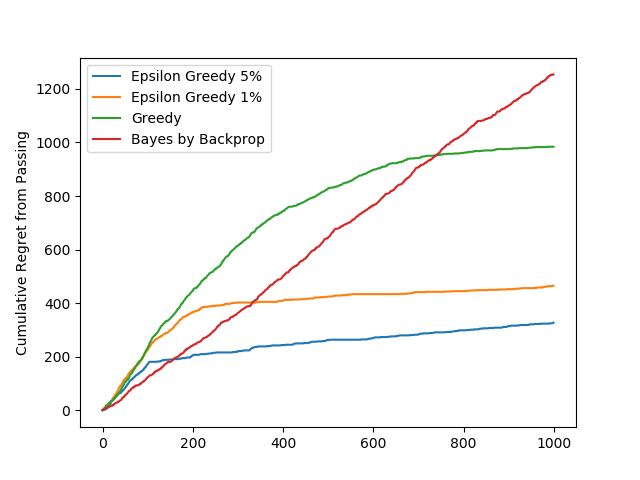 Epsilon Greedy 5%
Epsilon Greedy 1%
Greedy
Bayes by Backprop
Cumulative Regret from Passing
1200
1000
800
600
400
200
0
0 200 400 600 800 1000